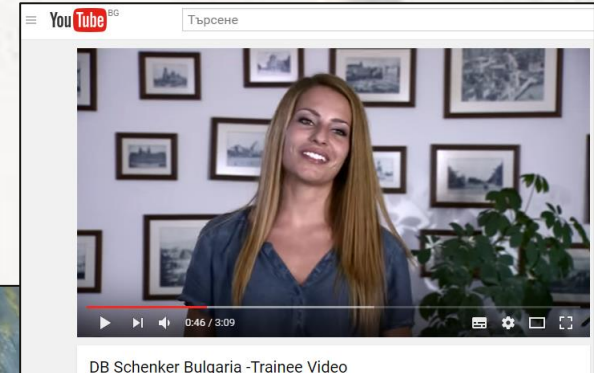 YouTube BG
Търсене
0:46 / 3:09
DB Schenker Bulgaria -Trainee Video